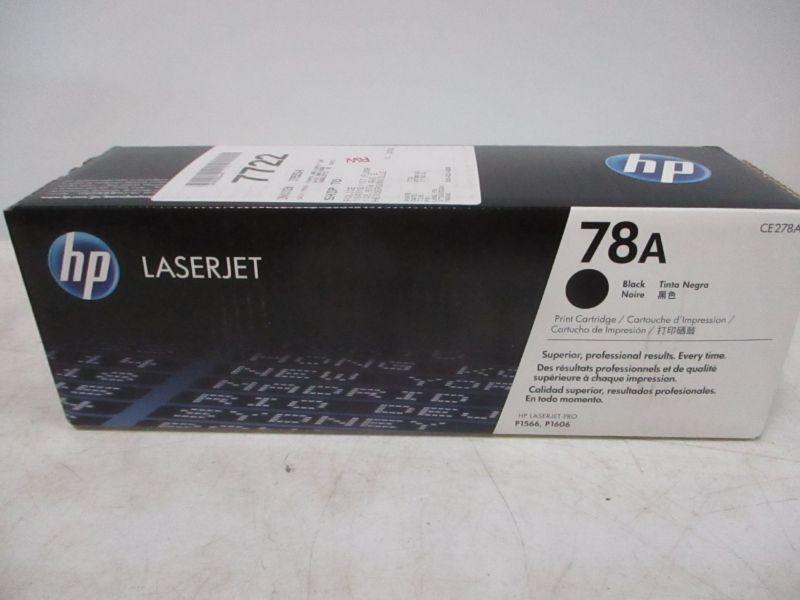 7722
SHIP TO:
hp
hp
LASERJET
78A
CE278A
Black Tinta Negra
Noire 黑色
Print Cartridge / Cartouche d'Impression /
Cartucho de Impresión / 打印硒鼓
Superior, professional results. Every time.
Des résultats professionnels et de qualité
supérieure à chaque impression.
Calidad superior, resultados profesionales.
En todo momento.
HP LASERJET PRO
P1566, P1606